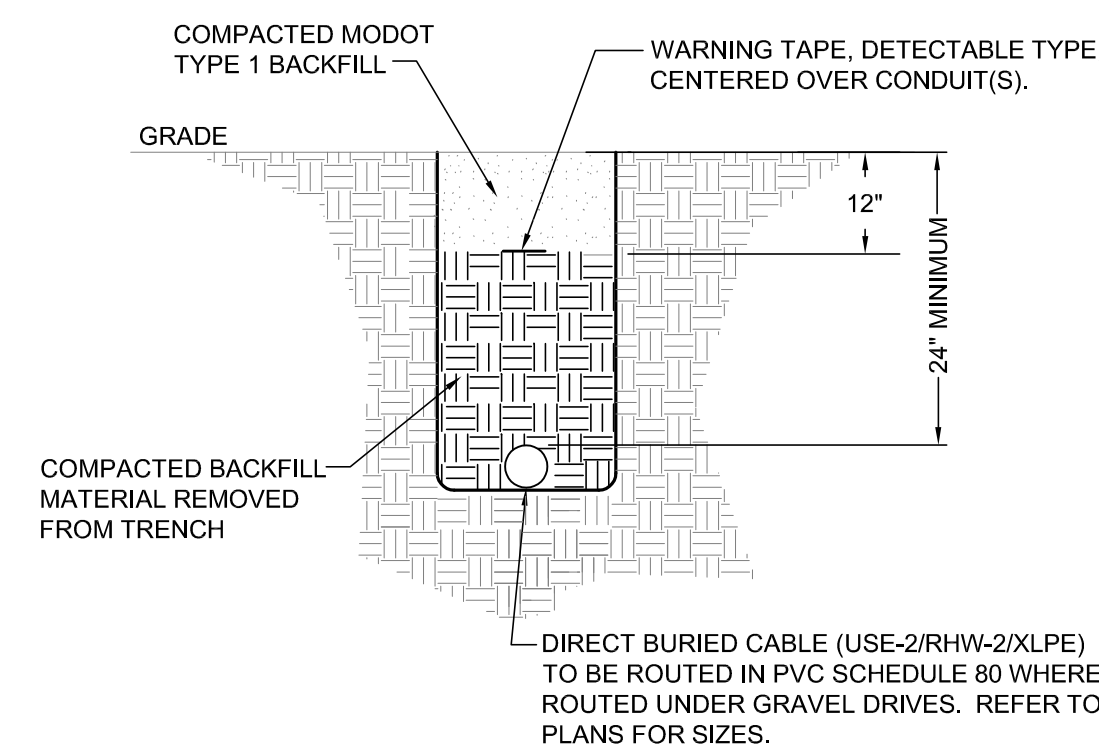 COMPACTED MODOT
TYPE 1 BACKFILL
WARNING TAPE, DETECTABLE TYPE
CENTERED OVER CONDUIT(S).
GRADE
12"
24" MINIMUM
COMPACTED BACKFILL
MATERIAL REMOVED
FROM TRENCH
DIRECT BURIED CABLE (USE-2/RHW-2/XLPE)
TO BE ROUTED IN PVC SCHEDULE 80 WHERE
ROUTED UNDER GRAVEL DRIVES. REFER TO
PLANS FOR SIZES.